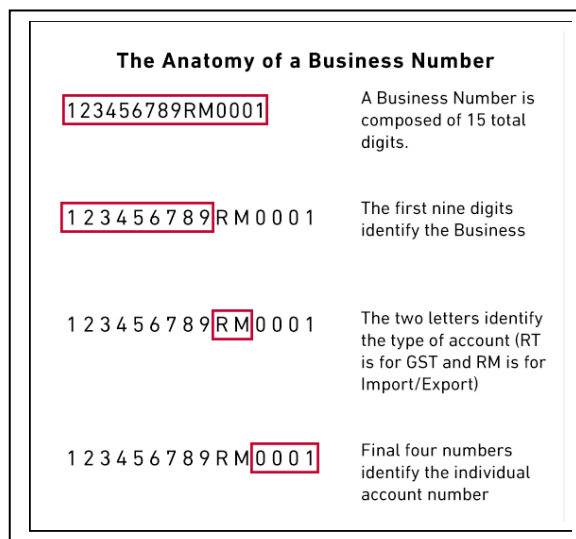 The Anatomy of a Business Number
123456789RM0001
A Business Number is
composed of 15 total
digits.
123456789RM0001
The first nine digits
identify the Business
123456789RM0001
The two letters identify
the type of account (RT
is for GST and RM is for
Import/Export)
123456789RM0001
Final four numbers
identify the individual
account number